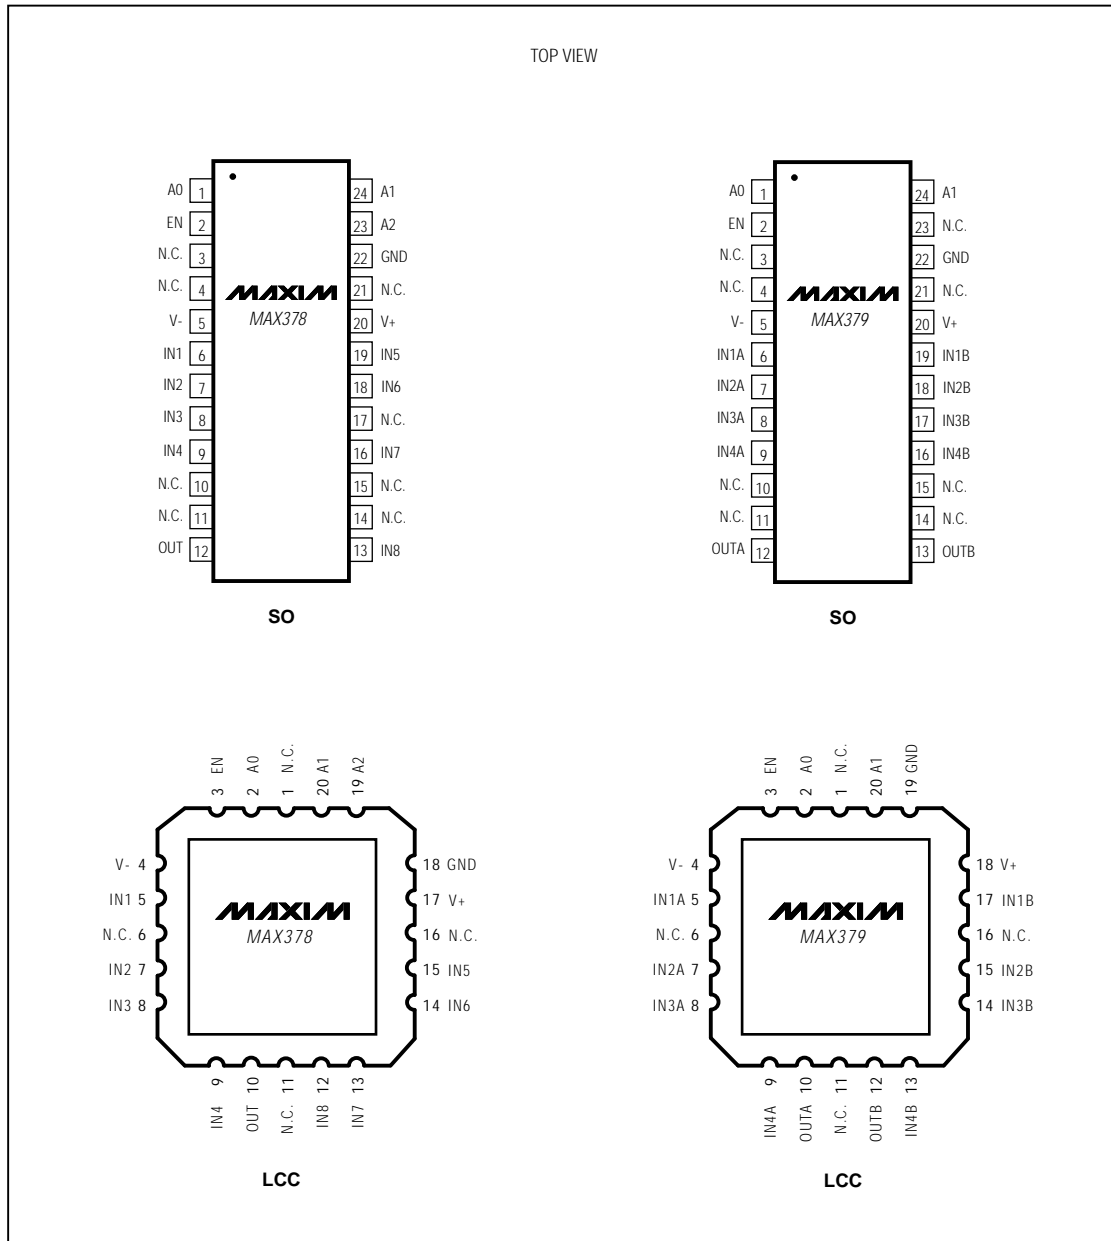 TOP VIEW
A0 1 24 A1
EN 2 23 A2
N.C. 3 22 GND
N.C. 4 21 N.C.
MAXIM
MAX378
V- 5 20 V+
IN1 6 19 IN5
IN2 7 18 IN6
IN3 8 17 N.C.
IN4 9 16 IN7
N.C. 10 15 N.C.
N.C. 11 14 N.C.
OUT 12 13 IN8
SO
A0 1 24 A1
EN 2 23 N.C.
N.C. 3 22 GND
N.C. 4 21 N.C.
MAXIM
MAX379
V- 5 20 V+
IN1A 6 19 IN1B
IN2A 7 18 IN2B
IN3A 8 17 IN3B
IN4A 9 16 IN4B
N.C. 10 15 N.C.
N.C. 11 14 N.C.
OUTA 12 13 OUTB
SO
3 EN
2 A0
1 N.C.
20 A1
19 A2
V- 4 18 GND
IN1 5 17 V+
MAXIM
N.C. 6 16 N.C.
MAX378
IN2 7 15 IN5
IN3 8 14 IN6
IN4 9
OUT 10
N.C. 11
IN8 12
IN7 13
LCC
3 EN
2 A0
1 N.C.
20 A1
19 GND
V- 4 18 V+
IN1A 5 17 IN1B
MAXIM
N.C. 6 16 N.C.
MAX379
IN2A 7 15 IN2B
IN3A 8 14 IN3B
IN4A 9
OUTA 10
N.C. 11
OUTB 12
IN4B 13
LCC